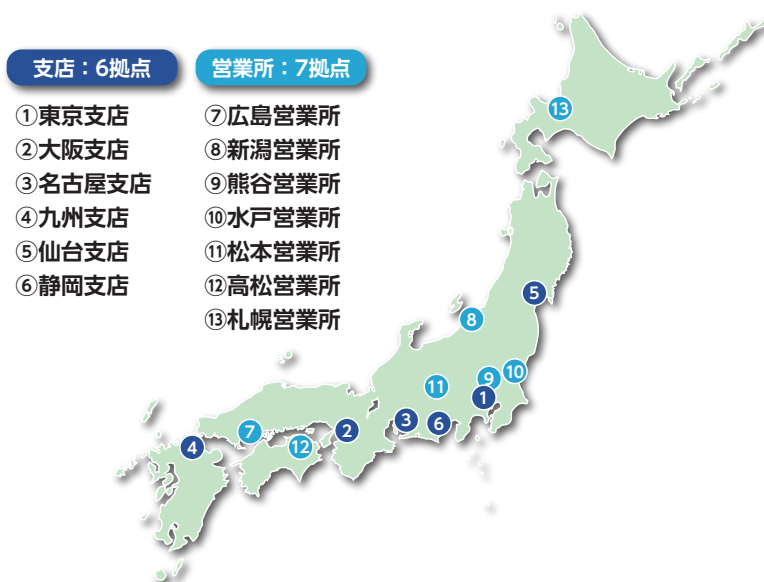 支店：6拠点
①東京支店
②大阪支店
③名古屋支店
④九州支店
⑤仙台支店
⑥静岡支店
営業所：7拠点
⑦広島営業所
⑧新潟営業所
⑨熊谷営業所
⑩水戸営業所
⑪松本営業所
⑫高松営業所
⑬札幌営業所
13
5
8
10
9
11
1
3
6
2
7
12
4